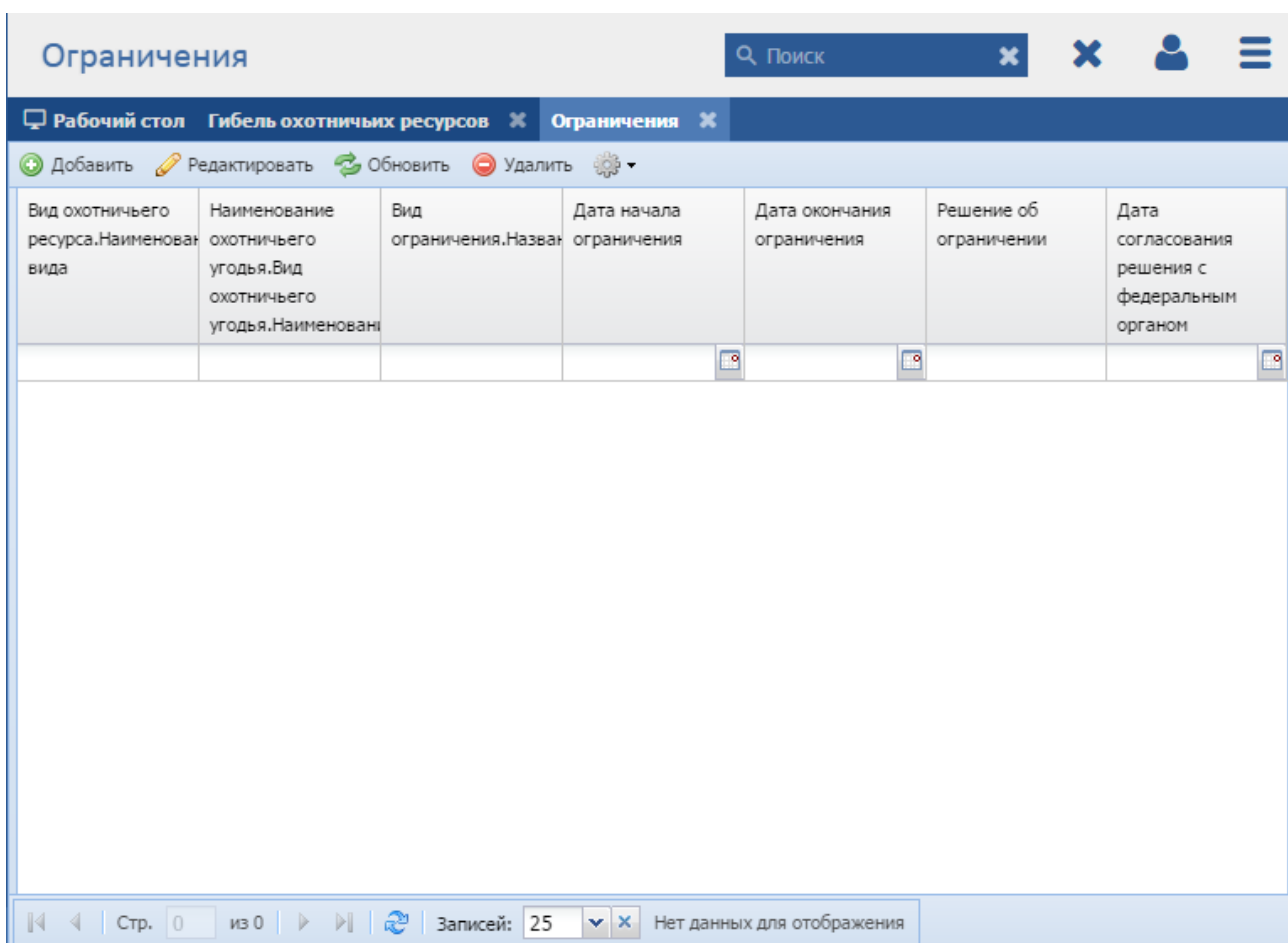 Ограничения
Поиск
Рабочий стол Гибель охотничьих ресурсов Ограничения
Добавить Редактировать Обновить Удалить
Вид охотничьего
ресурса.Наименован
вида
Наименование
охотничьего
угодья.Вид
охотничьего
угодья.Наименовани
Вид
ограничения.Назван
Дата начала
ограничения
Дата окончания
ограничения
Решение об
ограничении
Дата
согласования
решения с
федеральным
органом
Стр. 0 из 0 Записей: 25 Нет данных для отображения